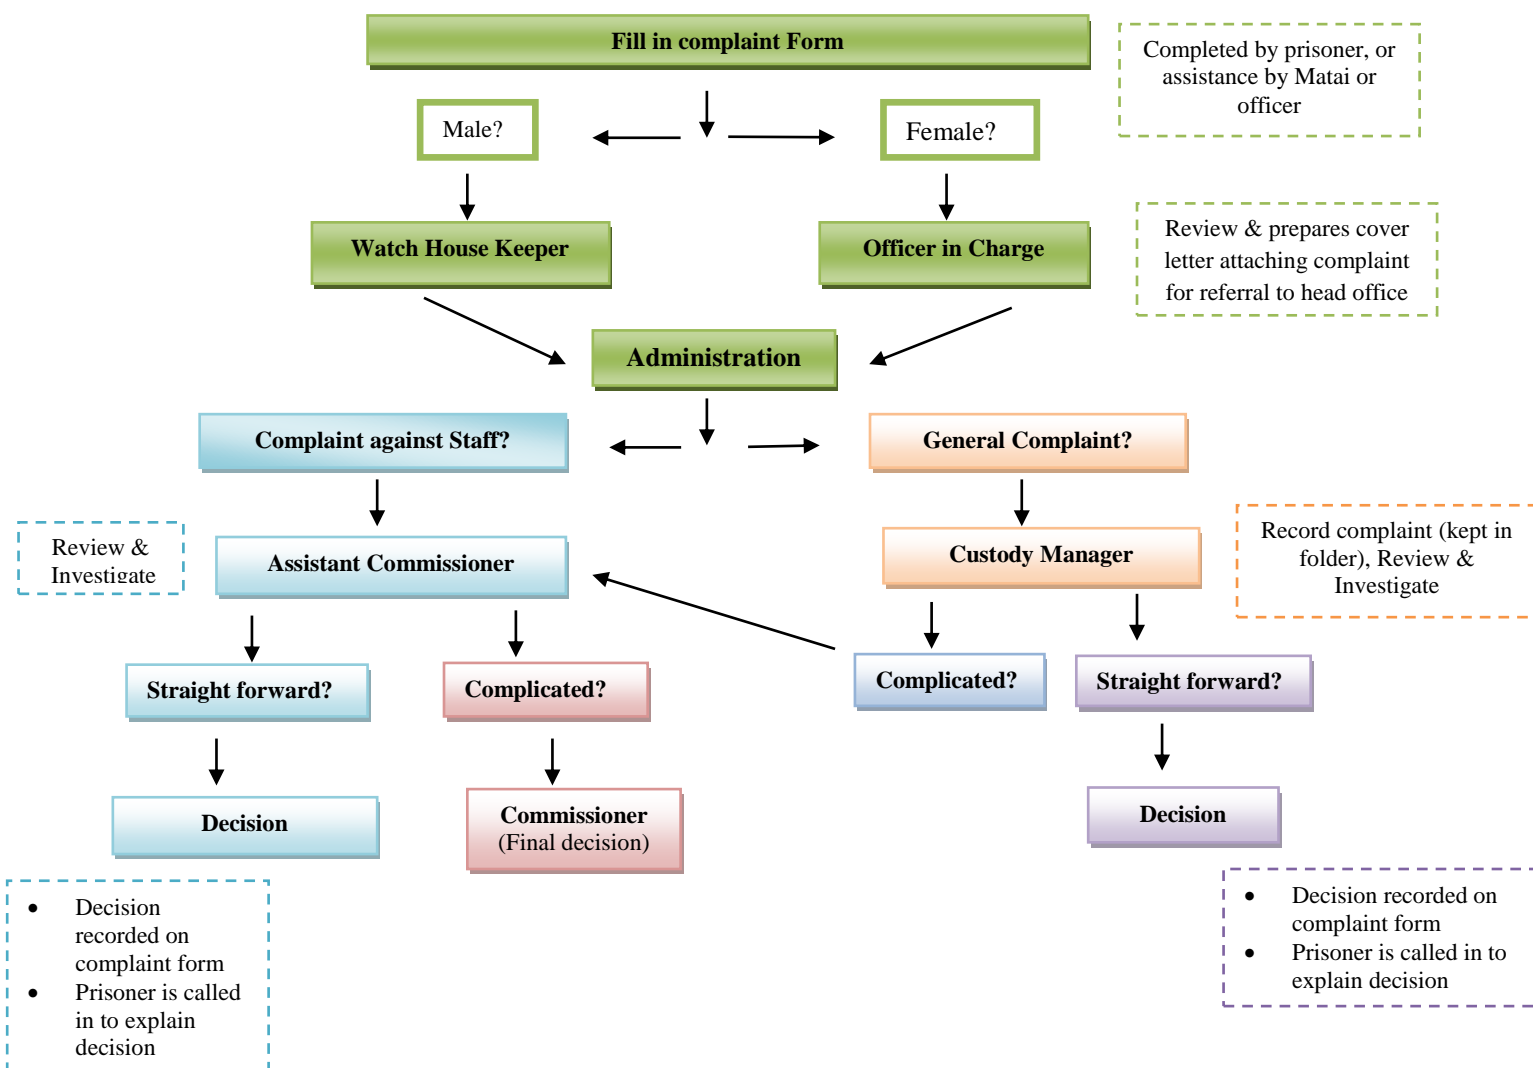 Fill in complaint Form
Completed by prisoner, or
assistance by Matai or
officer
Male?
Female?
Watch House Keeper
Officer in Charge
Review & prepares cover
letter attaching complaint
for referral to head office
Administration
Complaint against Staff?
General Complaint?
Review &
Investigate
Assistant Commissioner
Custody Manager
Record complaint (kept in
folder), Review &
Investigate
Straight forward?
Complicated?
Complicated?
Straight forward?
Decision
Commissioner
(Final decision)
Decision
• Decision
recorded on
complaint form
• Prisoner is called
in to explain
decision
• Decision recorded on
complaint form
• Prisoner is called in to
explain decision